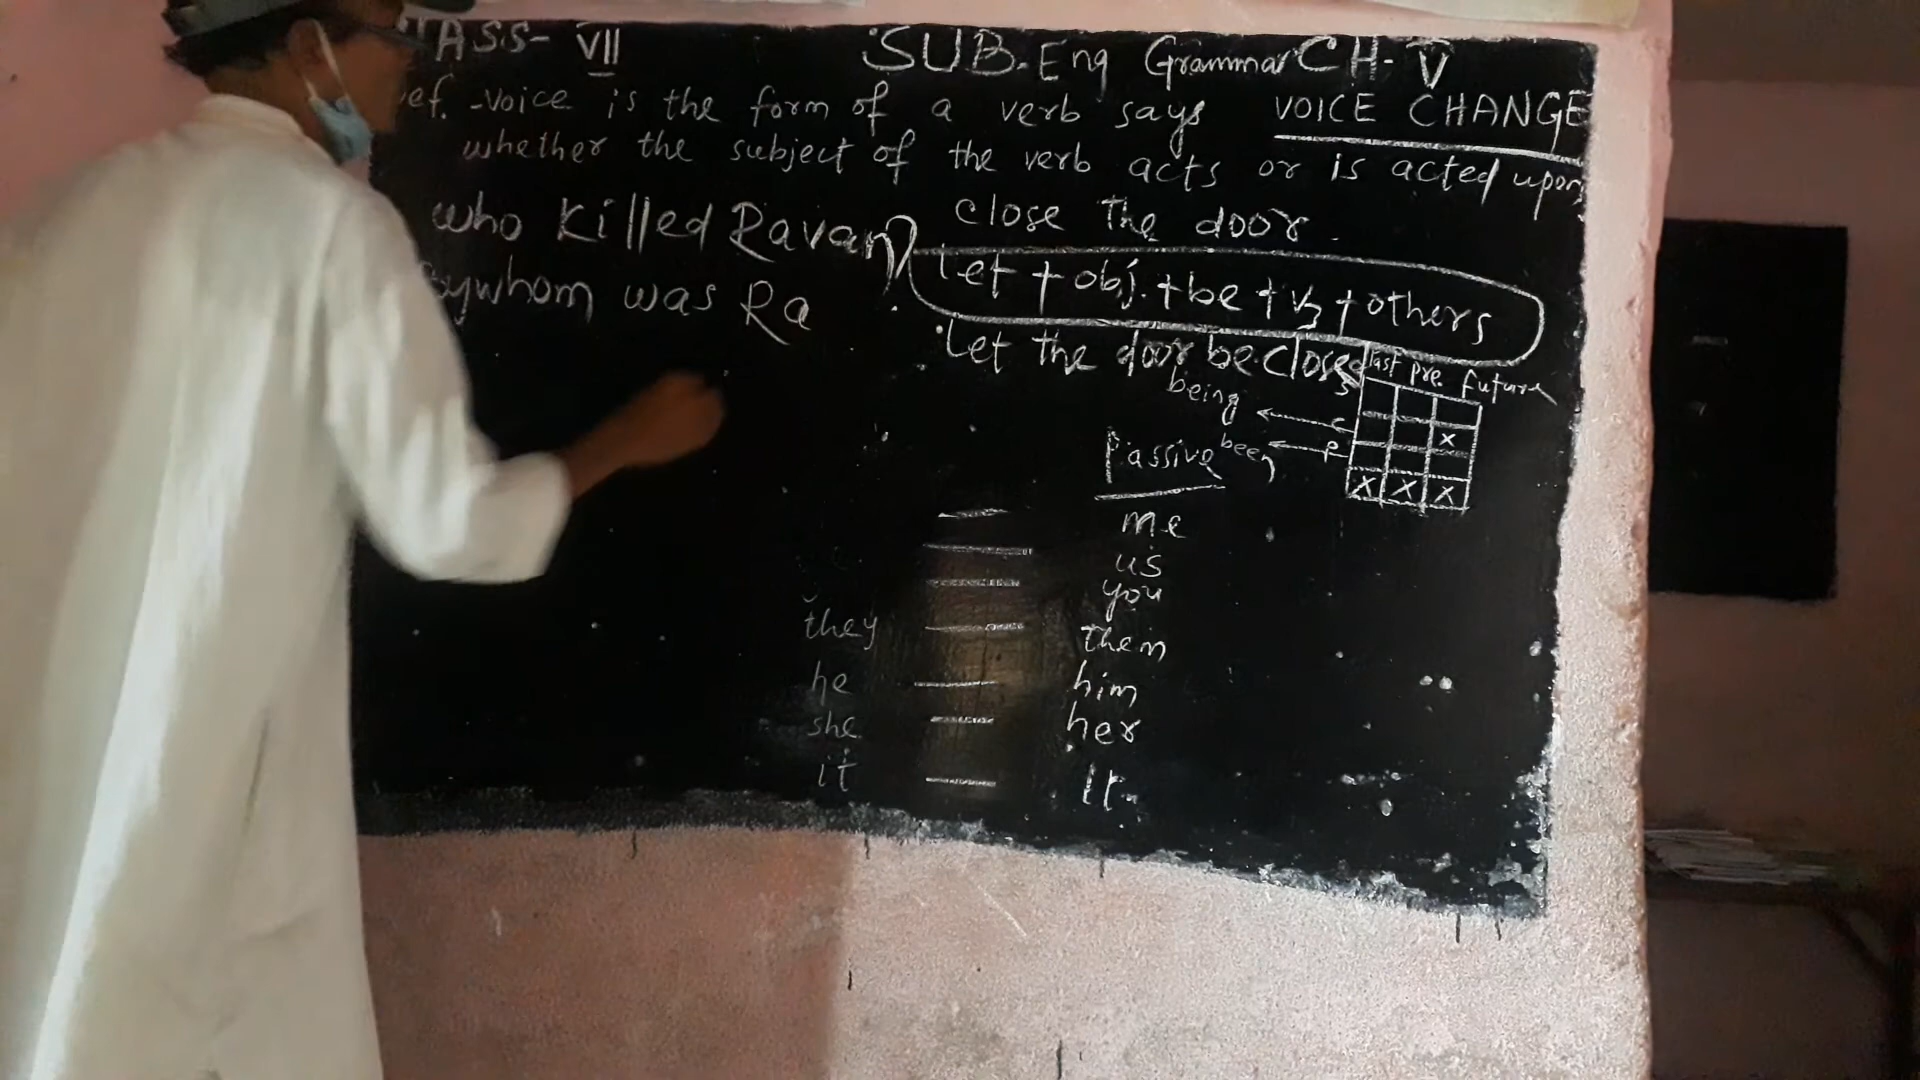 CLASS- VII SUB. Eng Grammar CH- V
Def. -Voice is the form of a verb says VOICE CHANGE
whether the subject of the verb acts or is acted upon,
who killed Ravan?
Close The door.
Bywhom was Ra
Let + obj. + be + V3 + others
Let the door be closed
Past pre. future
being ← c
Passive been ← P
X
X X X
me
us
you
they them
he him
she her
it It.